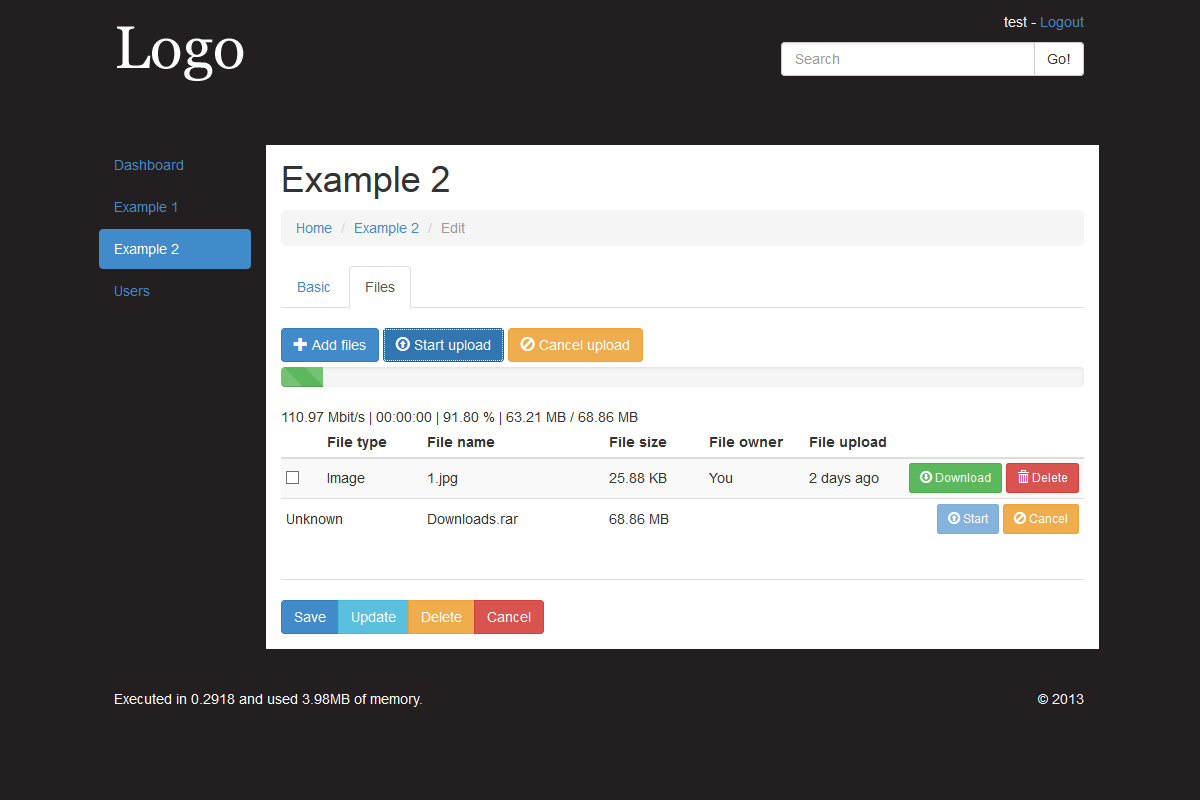 Logo
test - Logout
Search Go!
Dashboard
Example 1
Example 2
Users
Example 2
Home / Example 2 / Edit
Basic Files
Add files Start upload Cancel upload
110.97 Mbit/s | 00:00:00 | 91.80 % | 63.21 MB / 68.86 MB
File type File name File size File owner File upload
Image 1.jpg 25.88 KB You 2 days ago Download Delete
Unknown Downloads.rar 68.86 MB Start Cancel
Save Update Delete Cancel
Executed in 0.2918 and used 3.98MB of memory. © 2013